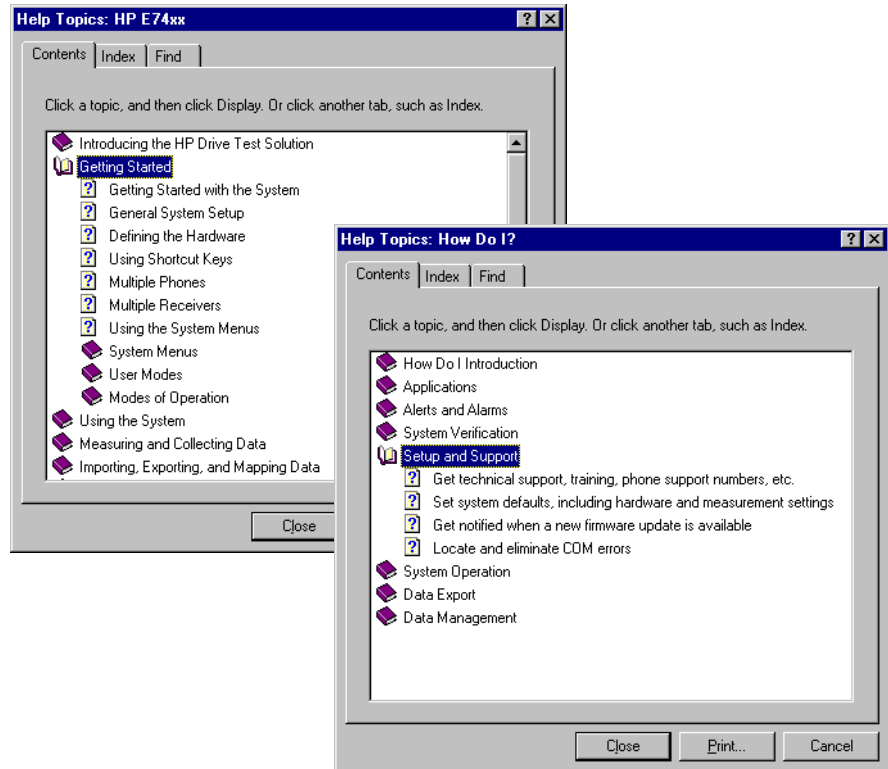 Help Topics: HP E74xx
Contents Index Find
Click a topic, and then click Display. Or click another tab, such as Index.
Introducing the HP Drive Test Solution
Getting Started
Getting Started with the System
General System Setup
Defining the Hardware
Using Shortcut Keys
Multiple Phones
Multiple Receivers
Using the System Menus
System Menus
User Modes
Modes of Operation
Using the System
Measuring and Collecting Data
Importing, Exporting, and Mapping Data
Close
Help Topics: How Do I?
Contents Index Find
Click a topic, and then click Display. Or click another tab, such as Index.
How Do I Introduction
Applications
Alerts and Alarms
System Verification
Setup and Support
Get technical support, training, phone support numbers, etc.
Set system defaults, including hardware and measurement settings
Get notified when a new firmware update is available
Locate and eliminate COM errors
System Operation
Data Export
Data Management
Close Print... Cancel